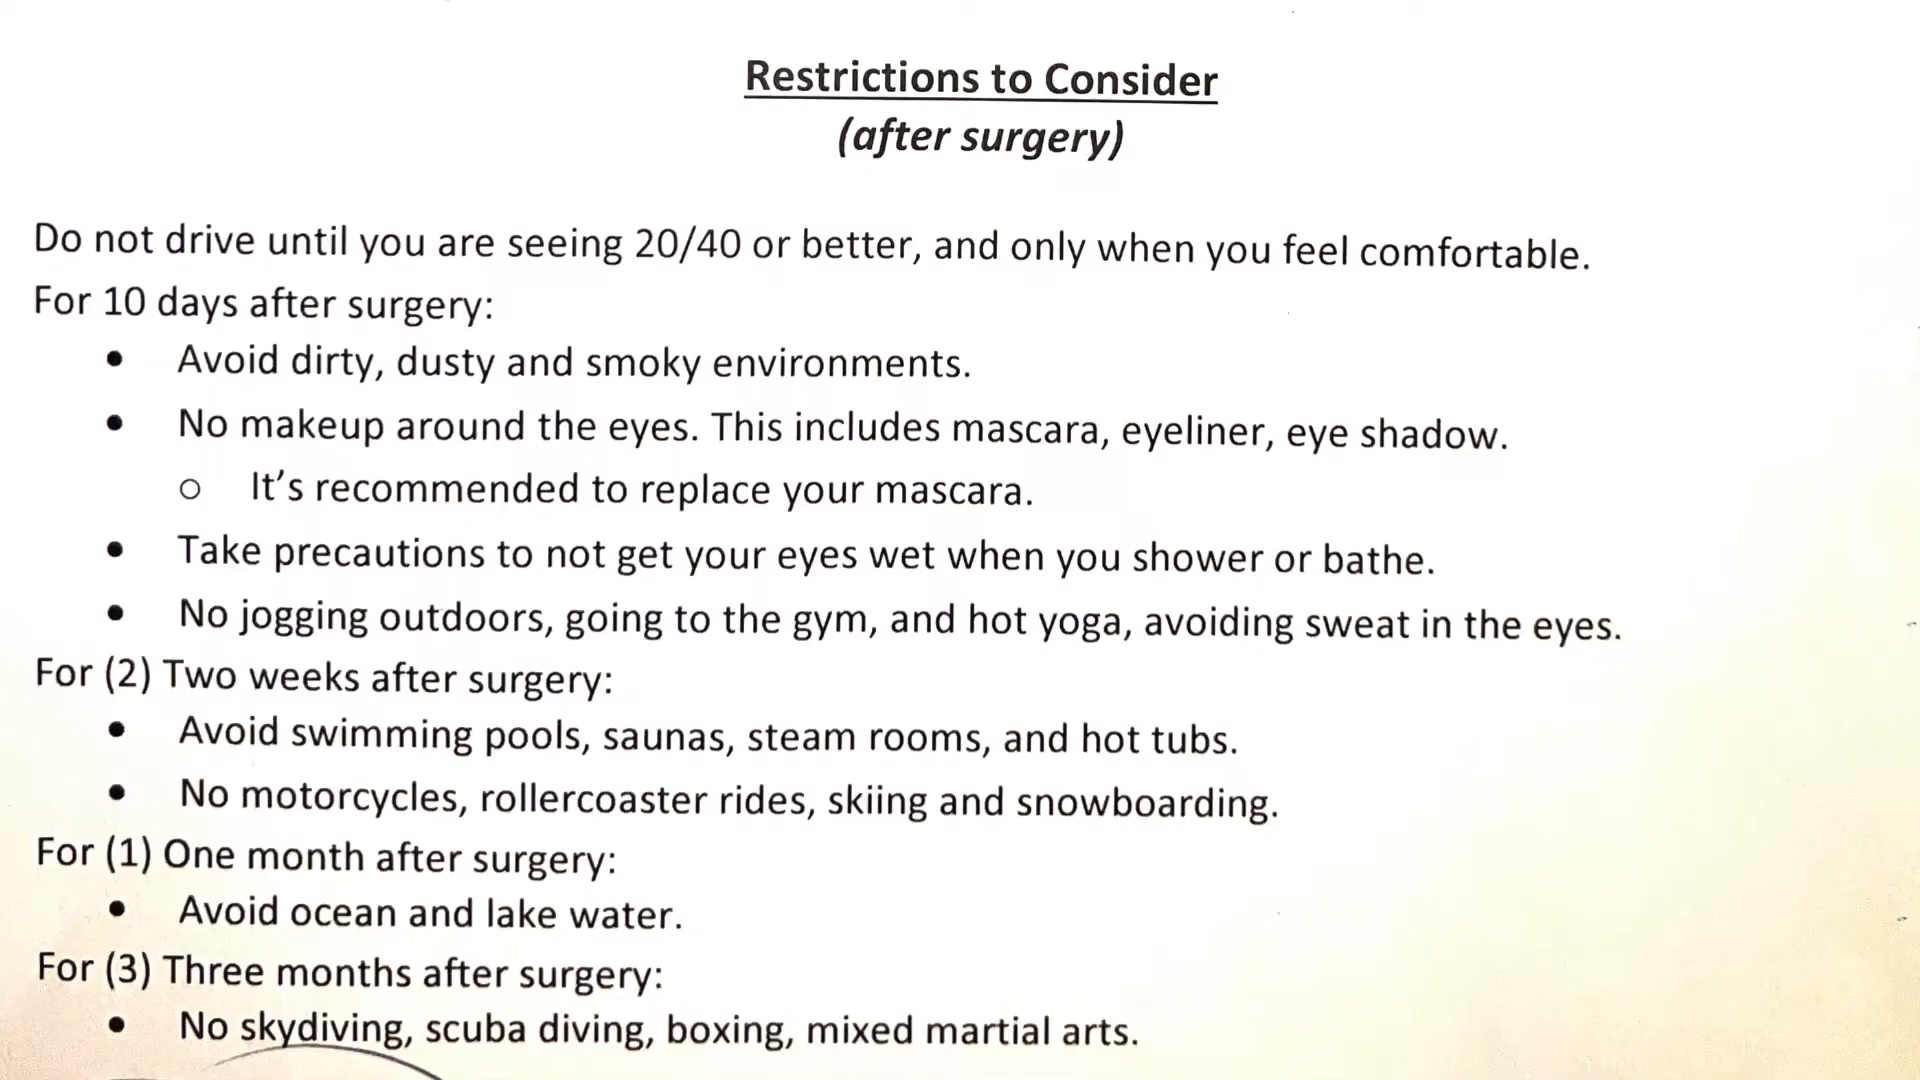 Restrictions to Consider
(after surgery)
Do not drive until you are seeing 20/40 or better, and only when you feel comfortable.
For 10 days after surgery:
• Avoid dirty, dusty and smoky environments.
• No makeup around the eyes. This includes mascara, eyeliner, eye shadow.
o It’s recommended to replace your mascara.
• Take precautions to not get your eyes wet when you shower or bathe.
• No jogging outdoors, going to the gym, and hot yoga, avoiding sweat in the eyes.
For (2) Two weeks after surgery:
• Avoid swimming pools, saunas, steam rooms, and hot tubs.
• No motorcycles, rollercoaster rides, skiing and snowboarding.
For (1) One month after surgery:
• Avoid ocean and lake water.
For (3) Three months after surgery:
• No skydiving, scuba diving, boxing, mixed martial arts.